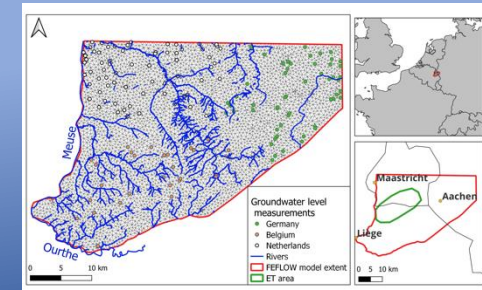 Meuse
Ourthe
0 5 10 km
Groundwater level
measurements
Germany
Belgium
Netherlands
Rivers
FEFLOW model extent
ET area
Maastricht
Aachen
Liège
0 5 10 km